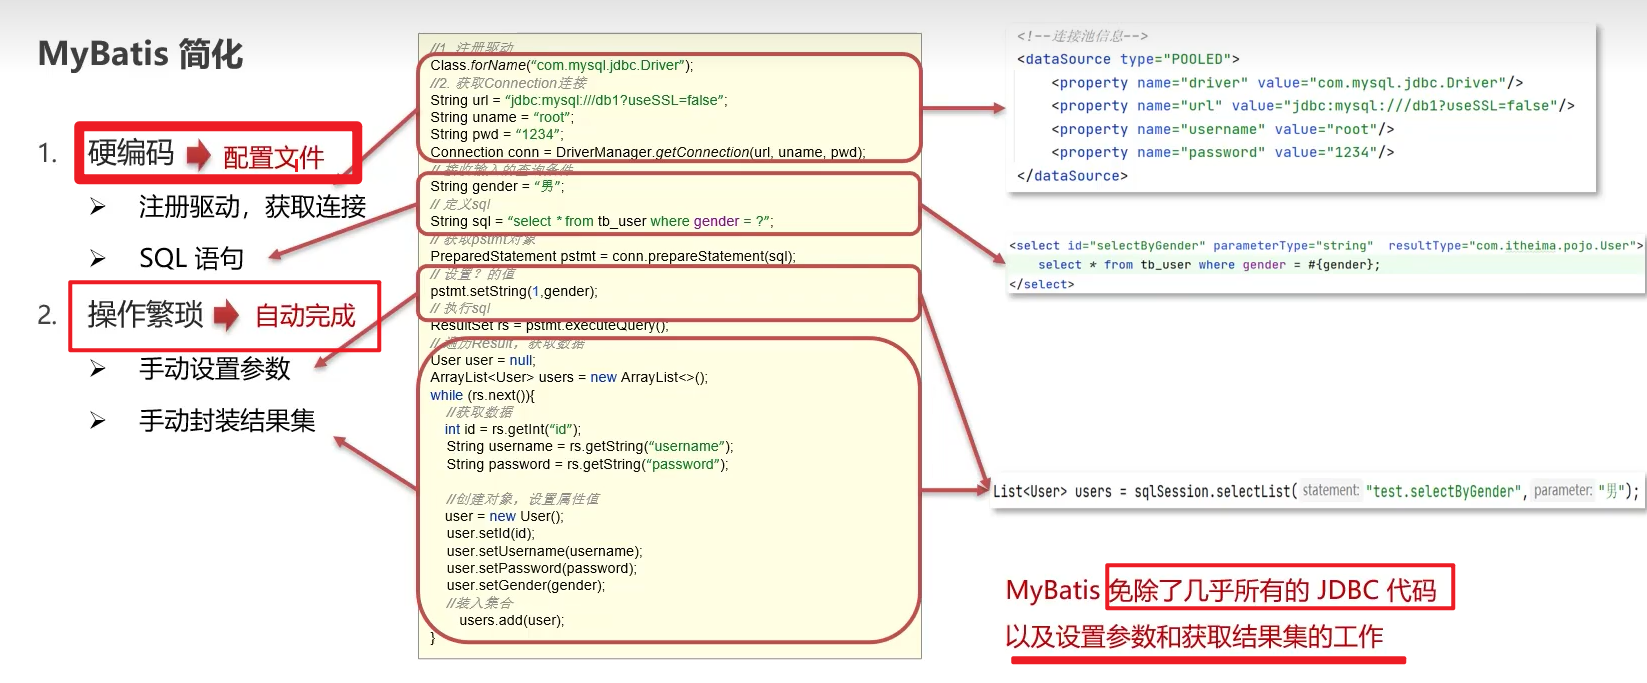 MyBatis 简化
1. 硬编码 配置文件
注册驱动，获取连接
SQL 语句
2. 操作繁琐 自动完成
手动设置参数
手动封装结果集
//1. 注册驱动
Class.forName(“com.mysql.jdbc.Driver”);
//2. 获取Connection连接
String url = “jdbc:mysql:///db1?useSSL=false”;
String uname = “root”;
String pwd = “1234”;
Connection conn = DriverManager.getConnection(url, uname, pwd);
// 接收输入的查询条件
String gender = “男”;
// 定义sql
String sql = “select * from tb_user where gender = ?”;
// 获取pstmt对象
PreparedStatement pstmt = conn.prepareStatement(sql);
// 设置？的值
pstmt.setString(1,gender);
// 执行sql
ResultSet rs = pstmt.executeQuery();
// 遍历Result，获取数据
User user = null;
ArrayList<User> users = new ArrayList<>();
while (rs.next()){
//获取数据
int id = rs.getInt(“id”);
String username = rs.getString(“username”);
String password = rs.getString(“password”);
//创建对象，设置属性值
user = new User();
user.setId(id);
user.setUsername(username);
user.setPassword(password);
user.setGender(gender);
//装入集合
users.add(user);
}
<!--连接池信息-->
<dataSource type="POOLED">
<property name="driver" value="com.mysql.jdbc.Driver"/>
<property name="url" value="jdbc:mysql:///db1?useSSL=false"/>
<property name="username" value="root"/>
<property name="password" value="1234"/>
</dataSource>
<select id="selectByGender" parameterType="string" resultType="com.itheima.pojo.User">
select * from tb_user where gender = #{gender};
</select>
List<User> users = sqlSession.selectList( statement: "test.selectByGender", parameter: "男");
MyBatis 免除了几乎所有的 JDBC 代码
以及设置参数和获取结果集的工作